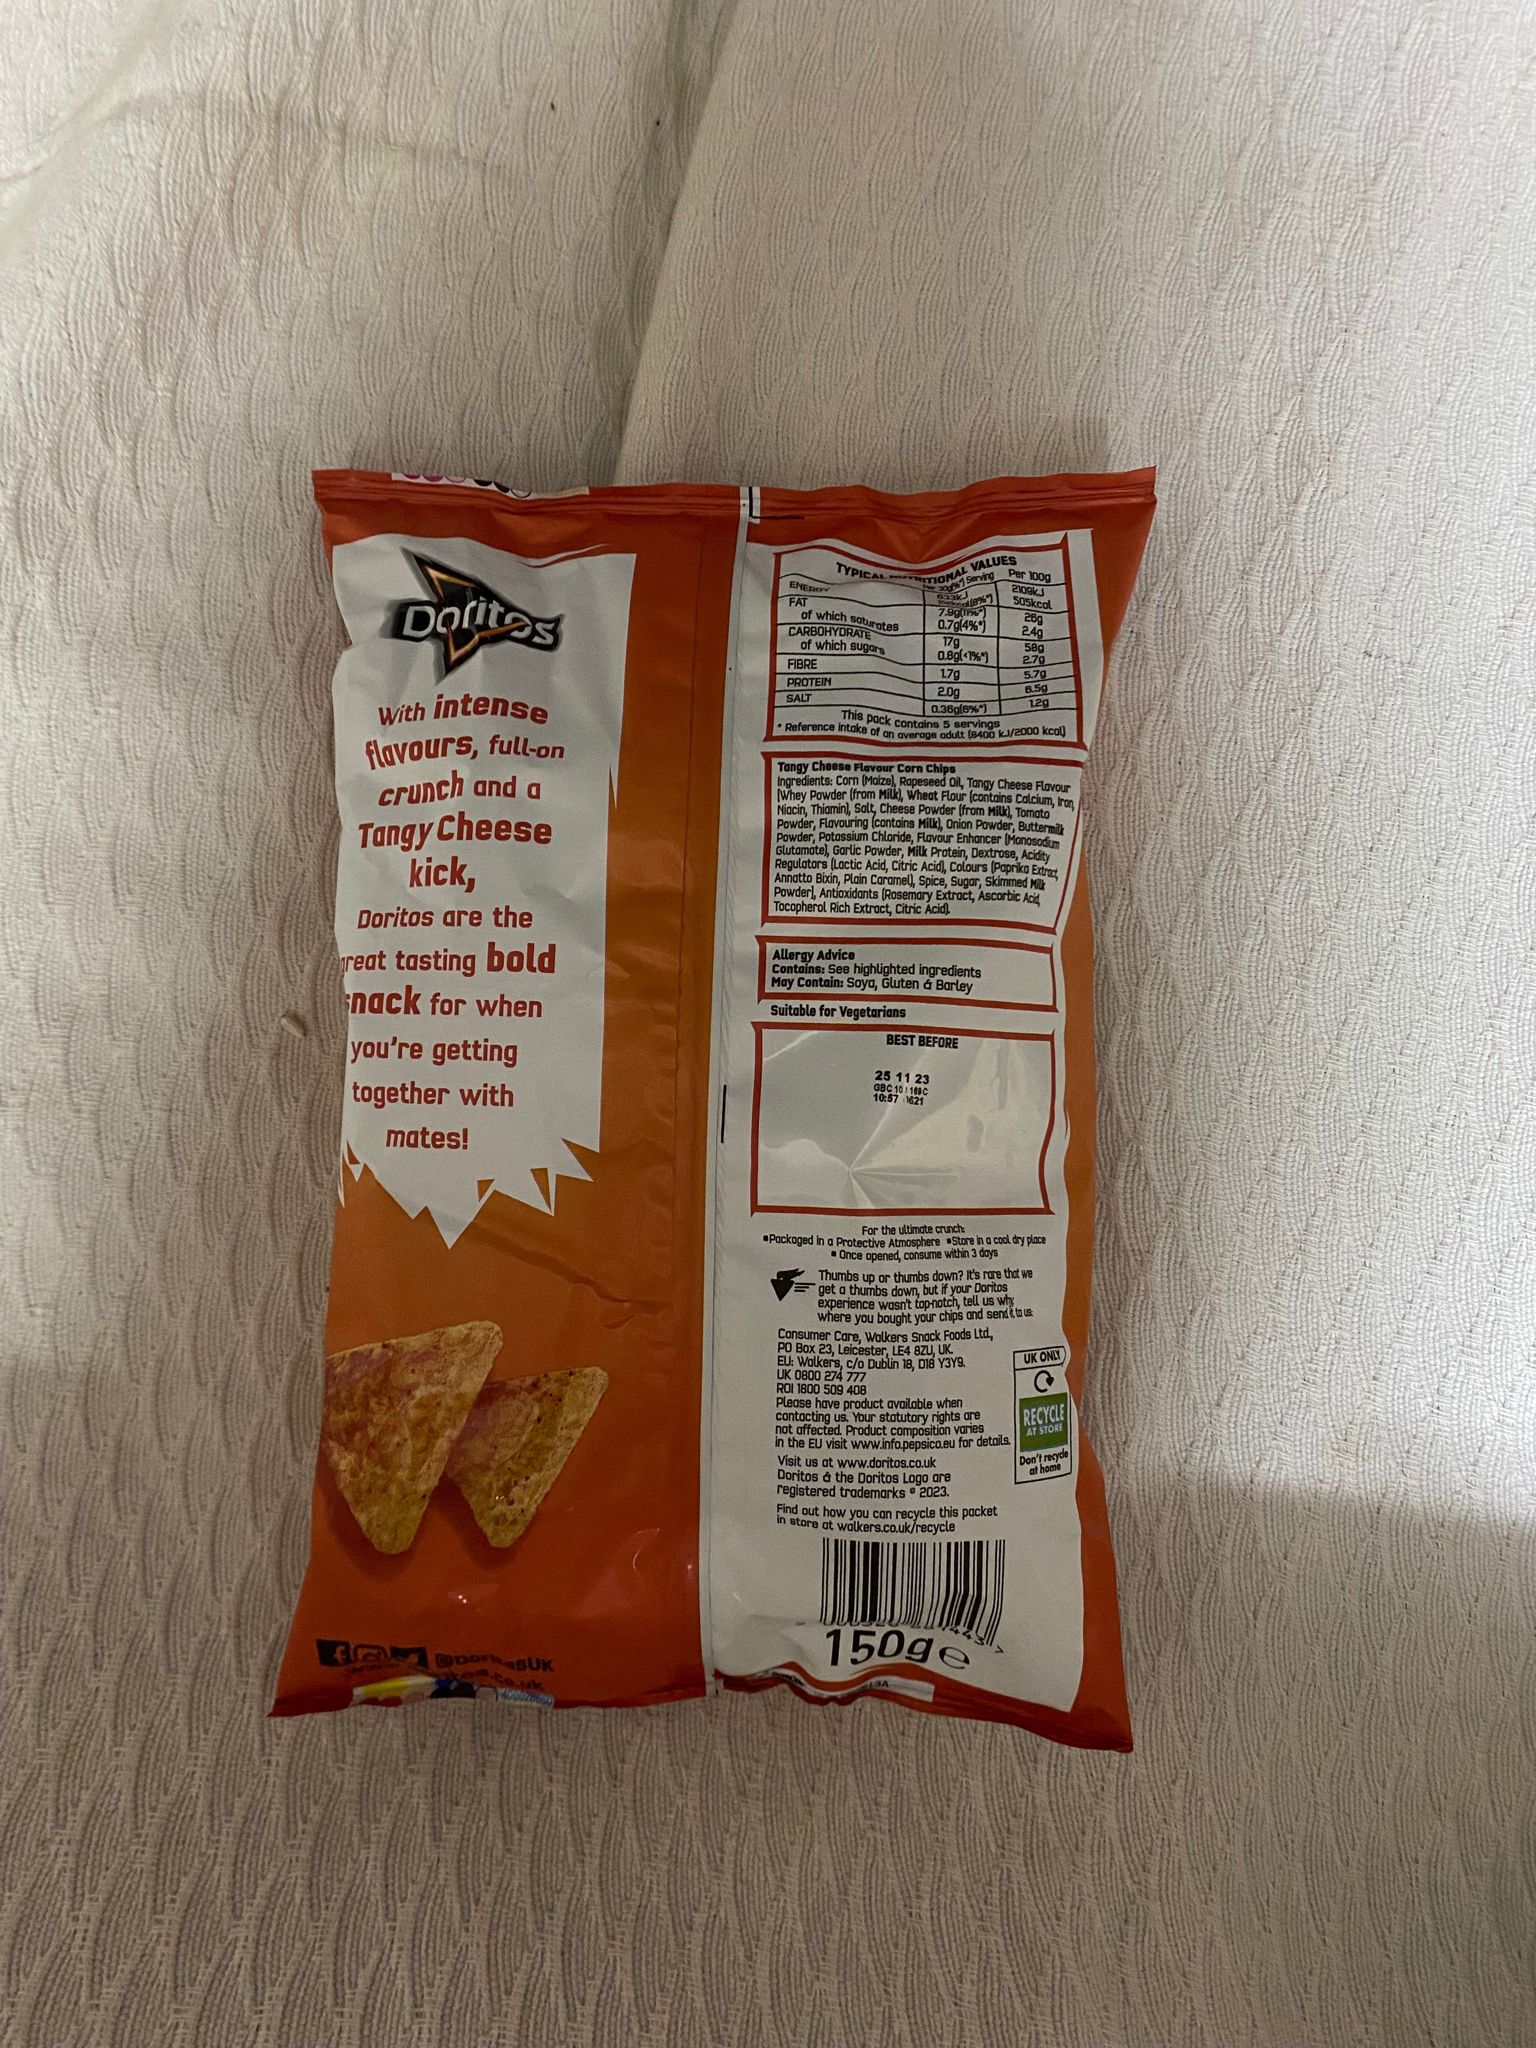 Doritos
With intense
flavours, full-on
crunch and a
Tangy Cheese
kick,
Doritos are the
great tasting bold
snack for when
you're getting
together with
mates!
@DoritosUK
TYPICAL NUTRITIONAL VALUES
Per 30g(%*) Serving Per 100g
ENERGY 633kJ 2109kJ
(8%*) 505kcal
FAT 7.9g(11%*) 26g
of which saturates 0.7g(4%*) 2.4g
CARBOHYDRATE 17g 58g
of which sugars 0.8g(<1%*) 2.7g
FIBRE 1.7g 5.7g
PROTEIN 2.0g 6.5g
SALT 0.36g(6%*) 1.2g
This pack contains 5 servings
* Reference intake of an average adult (8400 kJ/2000 kcal)
Tangy Cheese Flavour Corn Chips
Ingredients: Corn (Maize), Rapeseed Oil, Tangy Cheese Flavour
[Whey Powder (from Milk), Wheat Flour (contains Calcium, Iron,
Niacin, Thiamin), Salt, Cheese Powder (from Milk), Tomato
Powder, Flavouring (contains Milk), Onion Powder, Buttermilk
Powder, Potassium Chloride, Flavour Enhancer (Monosodium
Glutamate), Garlic Powder, Milk Protein, Dextrose, Acidity
Regulators (Lactic Acid, Citric Acid), Colours (Paprika Extract,
Annatto Bixin, Plain Caramel), Spice, Sugar, Skimmed Milk
Powder], Antioxidants (Rosemary Extract, Ascorbic Acid,
Tocopherol Rich Extract, Citric Acid).
Allergy Advice
Contains: See highlighted ingredients
May Contain: Soya, Gluten & Barley
Suitable for Vegetarians
BEST BEFORE
25 11 23
GBC 10
10:57
For the ultimate crunch:
▪Packaged in a Protective Atmosphere ▪Store in a cool dry place
▪ Once opened, consume within 3 days
Thumbs up or thumbs down? It's rare that we
get a thumbs down, but if your Doritos
experience wasn't top-notch, tell us why,
where you bought your chips and send it to us:
Consumer Care, Walkers Snack Foods Ltd.,
PO Box 23, Leicester, LE4 8ZU, UK.
EU: Walkers, c/o Dublin 18, D18 Y3Y9.
UK 0800 274 777
ROI 1800 509 408
Please have product available when
contacting us. Your statutory rights are
not affected. Product composition varies
in the EU visit www.info.pepsico.eu for details.
Visit us at www.doritos.co.uk
Doritos & the Doritos Logo are
registered trademarks © 2023.
Find out how you can recycle this packet
in store at walkers.co.uk/recycle
UK ONLY
RECYCLE
AT STORE
Don't recycle
at home
150g℮